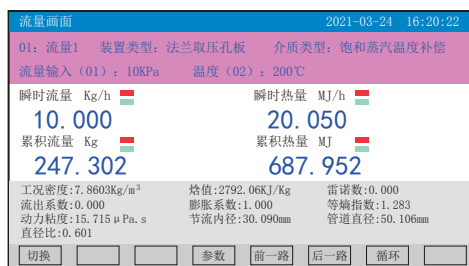 流量画面 2021-03-24 16:20:22
01: 流量1 装置类型: 法兰取压孔板 介质类型: 饱和蒸汽温度补偿
流量输入 (01) : 10KPa 温度 (02) : 200℃
瞬时流量 Kg/h 瞬时热量 MJ/h
10.000 20.050
累积流量 Kg 累积热量 MJ
247.302 687.952
工况密度:7.8603Kg/m³ 焓值:2792.06KJ/Kg 雷诺数:0.000
流出系数:0.000 膨胀系数:1.000 等熵指数:1.283
动力粘度:15.715μPa.s 节流内径:30.090mm 管道直径:50.106mm
直径比:0.601
切换 参数 前一路 后一路 循环